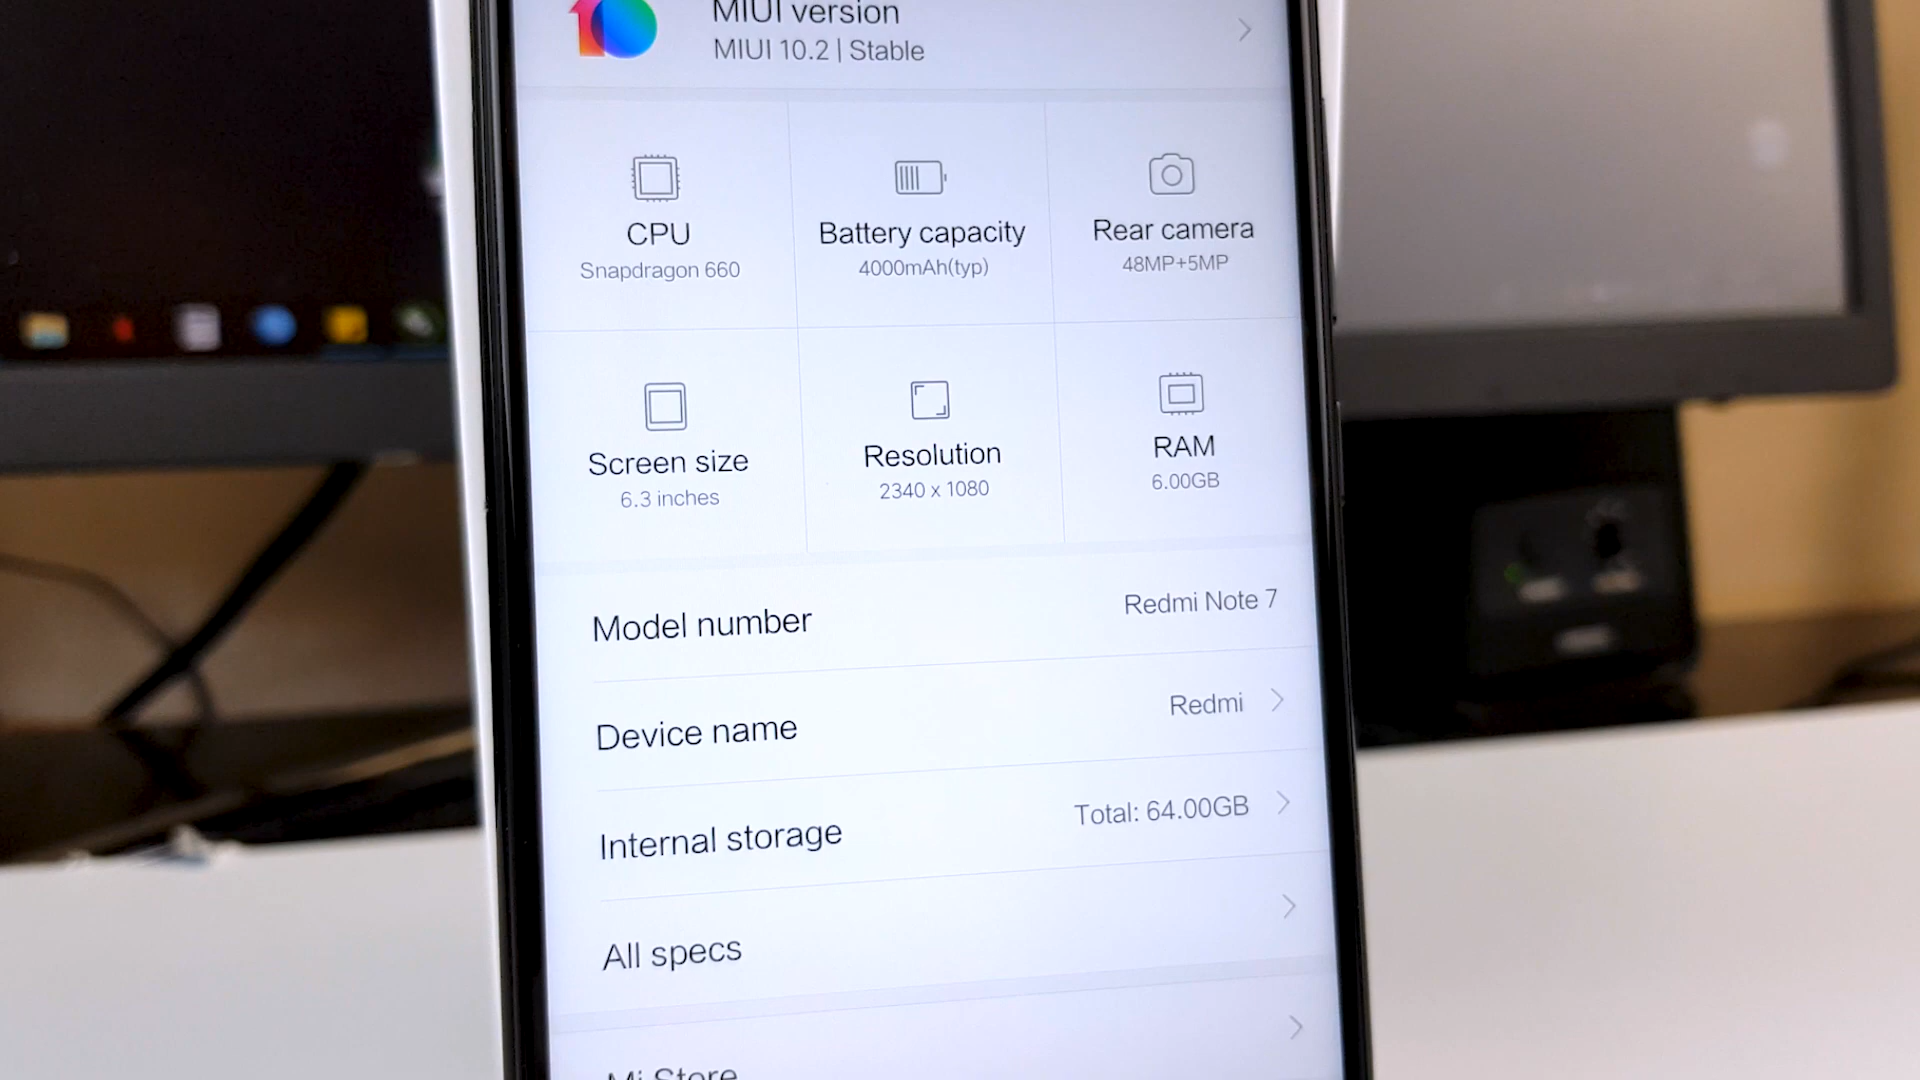 MIUI version
MIUI 10.2 | Stable
CPU
Snapdragon 660
Battery capacity
4000mAh(typ)
Rear camera
48MP+5MP
Screen size
6.3 inches
Resolution
2340 x 1080
RAM
6.00GB
Model number
Redmi Note 7
Device name
Redmi
Internal storage
Total: 64.00GB
All specs
Mi Store